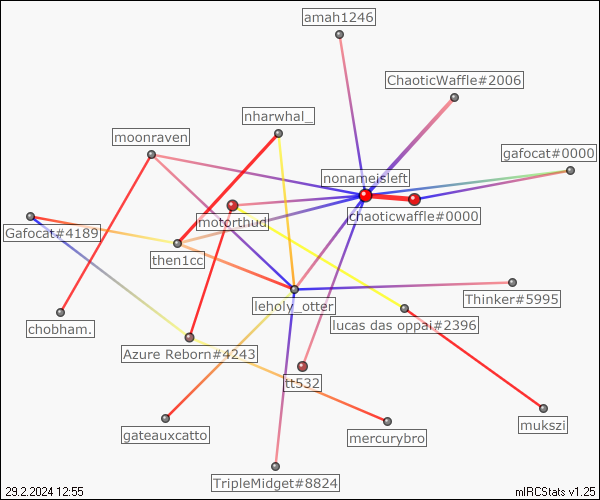 amah1246
ChaoticWaffle#2006
nharwhal_
moonraven
gafocat#0000
nonameisleft
chaoticwaffle#0000
motorthud
Gafocat#4189
then1cc
leholy_otter
Thinker#5995
chobham.
lucas das oppai#2396
Azure Reborn#4243
tt532
mukszi
gateauxcatto
mercurybro
TripleMidget#8824
29.2.2024 12:55
mIRCStats v1.25